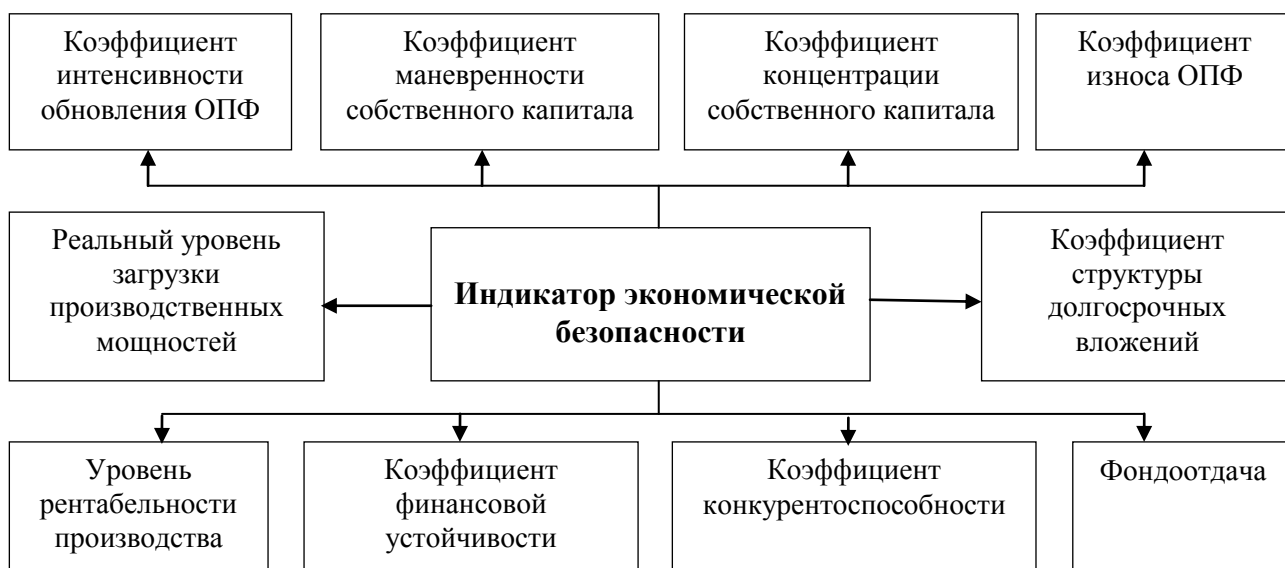 Коэффициент
интенсивности
обновления ОПФ
Коэффициент
маневренности
собственного капитала
Коэффициент
концентрации
собственного капитала
Коэффициент
износа ОПФ
Реальный уровень
загрузки
производственных
мощностей
Индикатор экономической
безопасности
Коэффициент
структуры
долгосрочных
вложений
Уровень
рентабельности
производства
Коэффициент
финансовой
устойчивости
Коэффициент
конкурентоспособности
Фондоотдача